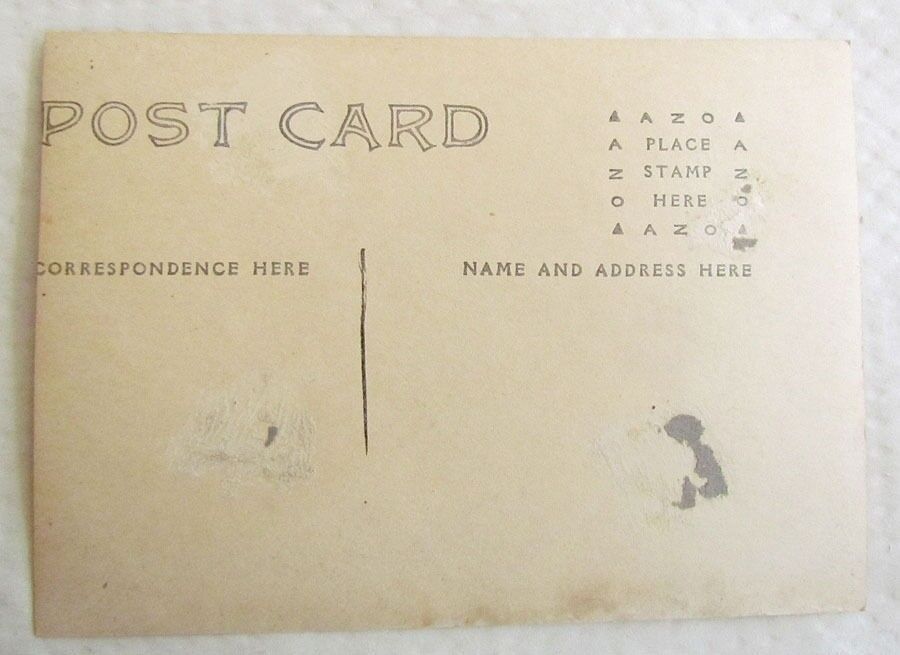 POST CARD
▲ AZO ▲
A PLACE A
N STAMP N
O HERE O
▲ AZO ▲
CORRESPONDENCE HERE
NAME AND ADDRESS HERE